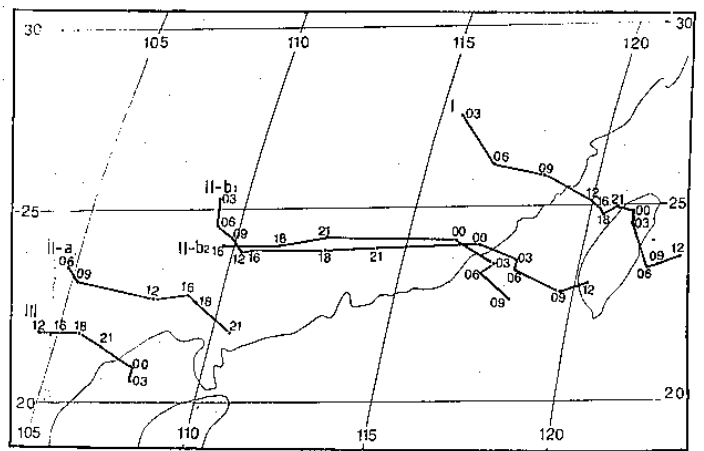 30 105 110 115 120 30
I 03
06 09
II-b1 03 12 16 21 00 25
25 06 18 03
II-a 09 21 00 00 03
06 II-b2 16 18
09 12 16 18 21 03 06 09 12
06
12 16 09 09 12
III 18
12 16 18 21 21
00
03
20 20
105 110 115 120